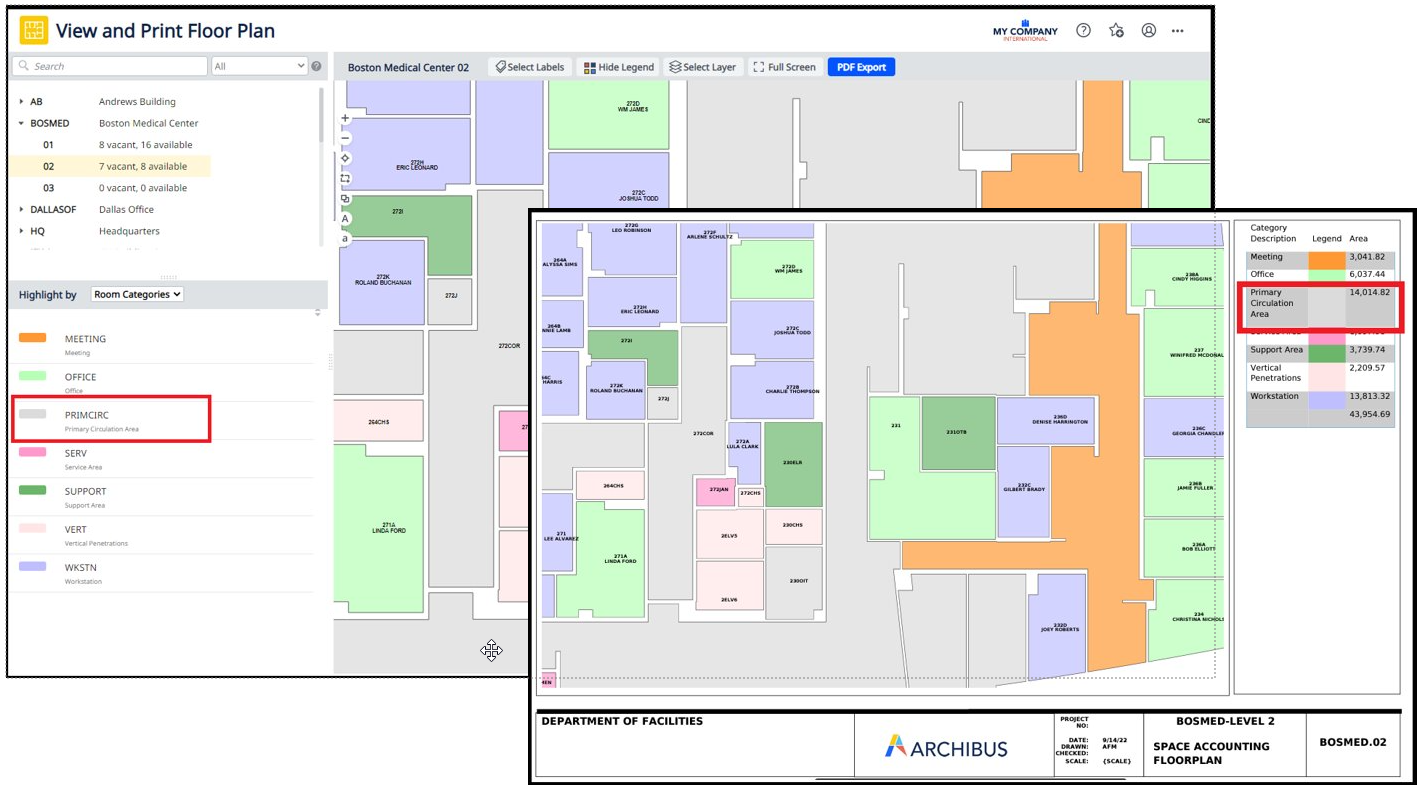 View and Print Floor Plan
MY COMPANY
INTERNATIONAL
Search
All
Boston Medical Center 02
Select Labels
Hide Legend
Select Layer
Full Screen
PDF Export
AB Andrews Building
BOSMED Boston Medical Center
01 8 vacant, 16 available
02 7 vacant, 8 available
03 0 vacant, 0 available
DALLASOF Dallas Office
HQ Headquarters
Highlight by Room Categories
MEETING
Meeting
OFFICE
Office
PRIMCIRC
Primary Circulation Area
SERV
Service Area
SUPPORT
Support Area
VERT
Vertical Penetrations
WKSTN
Workstation
A
a
272D
WM JAMES
272H
ERIC LEONARD
272C
JOSHUA TODD
272I
272K
ROLAND BUCHANAN
272J
272COR
264CHS
27
271A
LINDA FORD
CIND
272G
LEO ROBINSON
272F
ARLENE SCHULTZ
264A
ALYSSA SIMS
272D
WM JAMES
238A
CINDY HIGGINS
272H
ERIC LEONARD
264B
NNIE LAMB
272C
JOSHUA TODD
272I
237
WINIFRED MCDONAL
64C
HARRIS
272K
ROLAND BUCHANAN
272B
CHARLIE THOMPSON
272J
236D
DENISE HARRINGTON
231
231OTB
272COR
272A
LULA CLARK
236C
GEORGIA CHANDLER
230ELR
264CHS
272JAN
272CHS
232C
GILBERT BRADY
236B
JAMIE FULLER
230CHS
271
LEE ALVAREZ
2ELV5
236A
BOB ELLIOTT
271A
LINDA FORD
230OIT
2ELV6
234
CHRISTINA NICHOLS
232D
JOEY ROBERTS
MEN
Category
Description Legend Area
Meeting 3,041.82
Office 6,037.44
Primary
Circulation
Area 14,014.82
Support Area 3,739.74
Vertical
Penetrations 2,209.57
Workstation 13,813.32
43,954.69
DEPARTMENT OF FACILITIES
ARCHIBUS
PROJECT
NO:
DATE: 9/14/22
DRAWN: AFM
CHECKED:
SCALE: {SCALE}
BOSMED-LEVEL 2
SPACE ACCOUNTING
FLOORPLAN
BOSMED.02